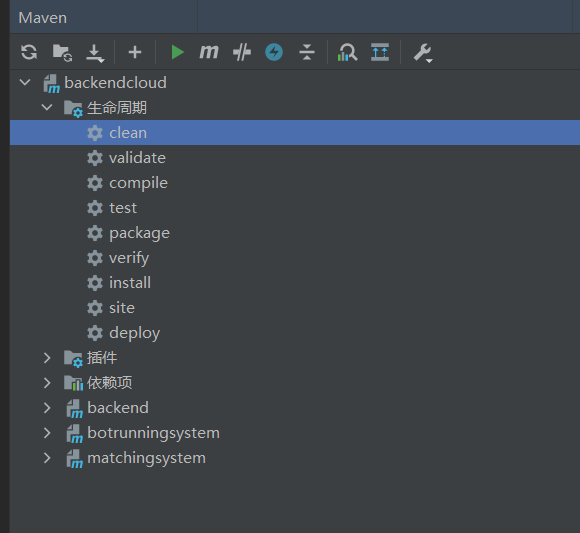 Maven
backendcloud
生命周期
clean
validate
compile
test
package
verify
install
site
deploy
插件
依赖项
backend
botrunningsystem
matchingsystem